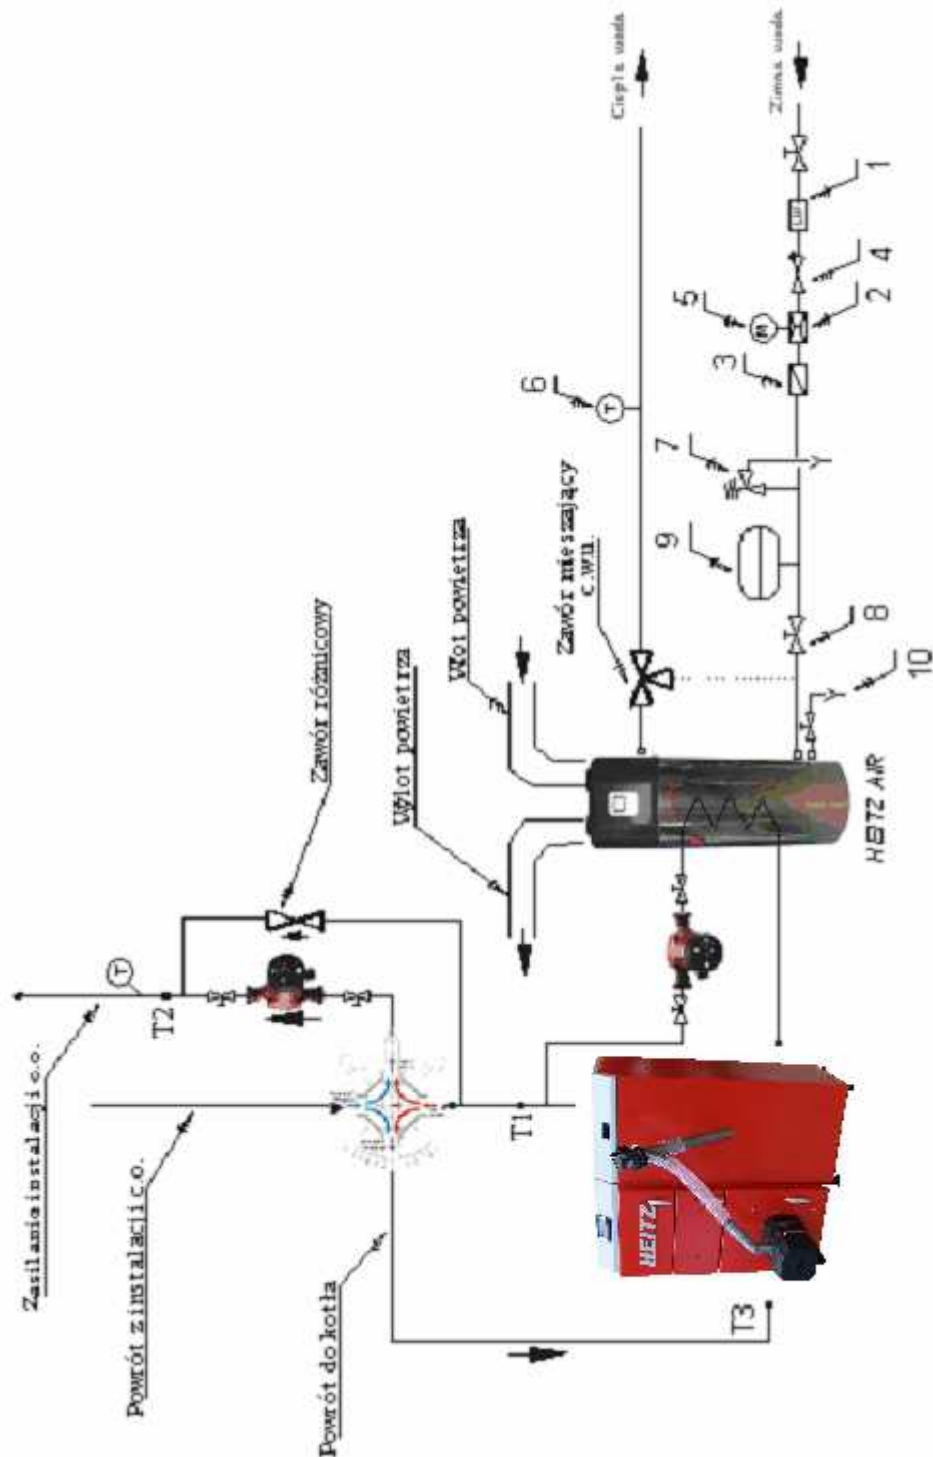 Zasilanie instalacji c.o.
Powrót z instalacji c.o.
Powrót do kotła
T2
T
Zawór różnicowy
T1
T3
HEITZ
Wylot powietrza
Wlot powietrza
Zawór mieszający
c.w.u.
HEITZ AIR
6
T
Ciepła woda
Zimna woda
1
4
2
5
M
3
7
9
8
10